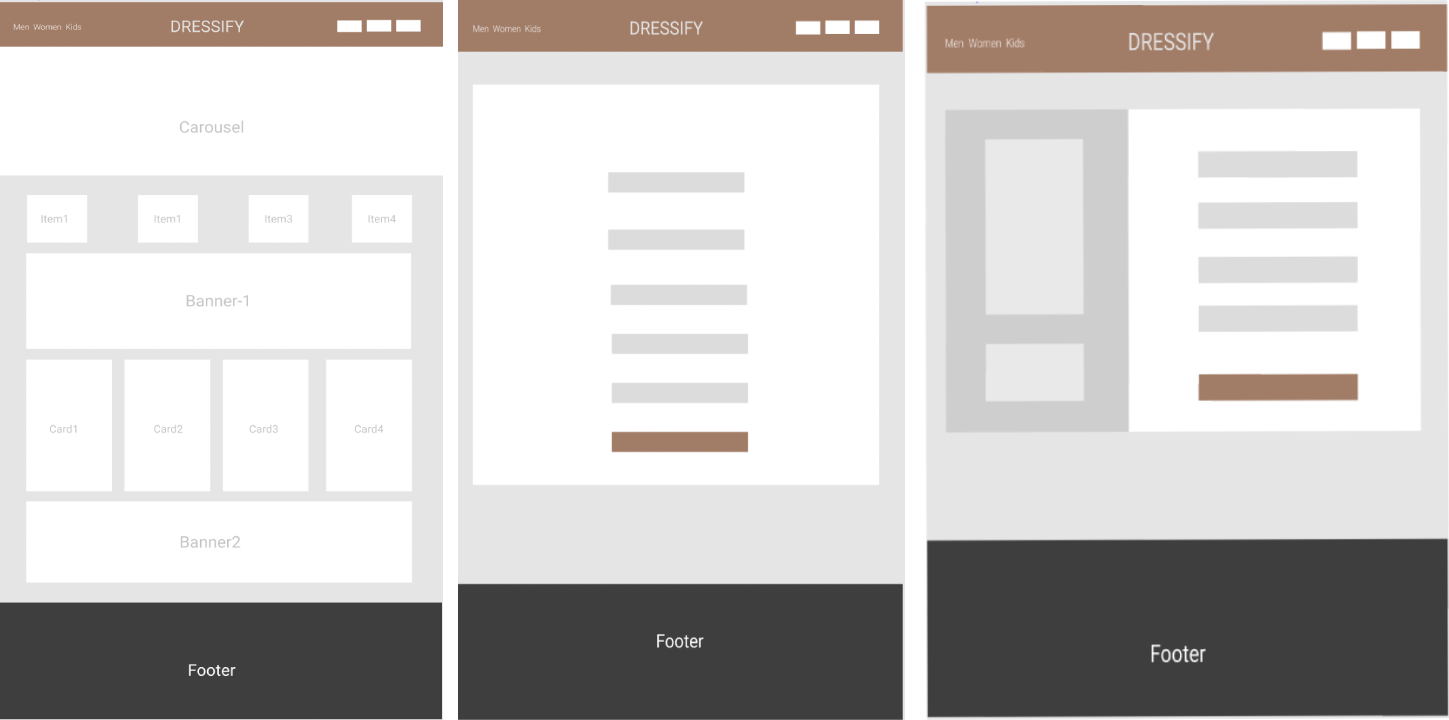 Men Women Kids
DRESSIFY
Carousel
Item1
Item1
Item3
Item4
Banner-1
Card1
Card2
Card3
Card4
Banner2
Footer
Men Women Kids
DRESSIFY
Footer
Men Women Kids
DRESSIFY
Footer